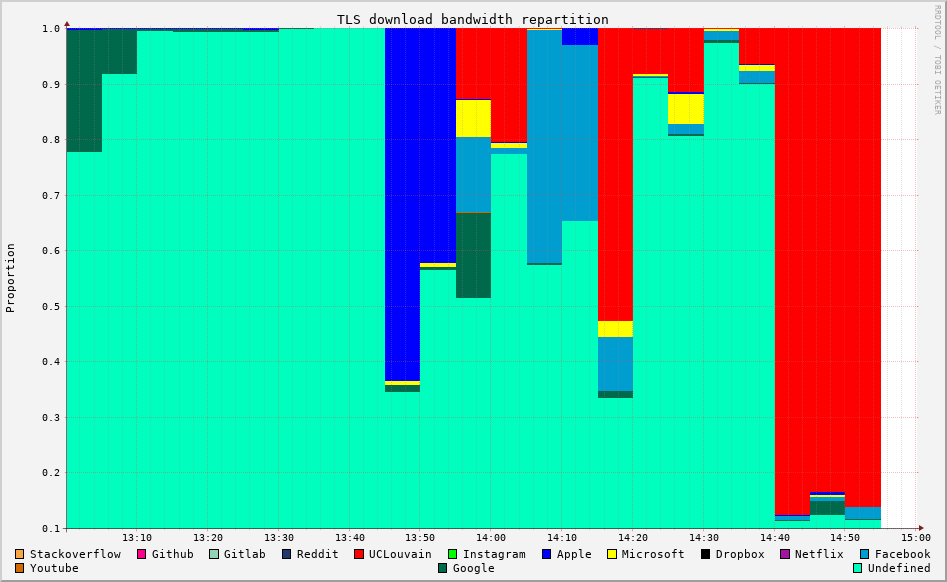 TLS download bandwidth repartition
RRDTOOL / TOBI OETIKER
Proportion
1.0
0.9
0.8
0.7
0.6
0.5
0.4
0.3
0.2
0.1
13:10 13:20 13:30 13:40 13:50 14:00 14:10 14:20 14:30 14:40 14:50 15:00
Stackoverflow Github Gitlab Reddit UCLouvain Instagram Apple Microsoft Dropbox Netflix Facebook
Youtube Google Undefined